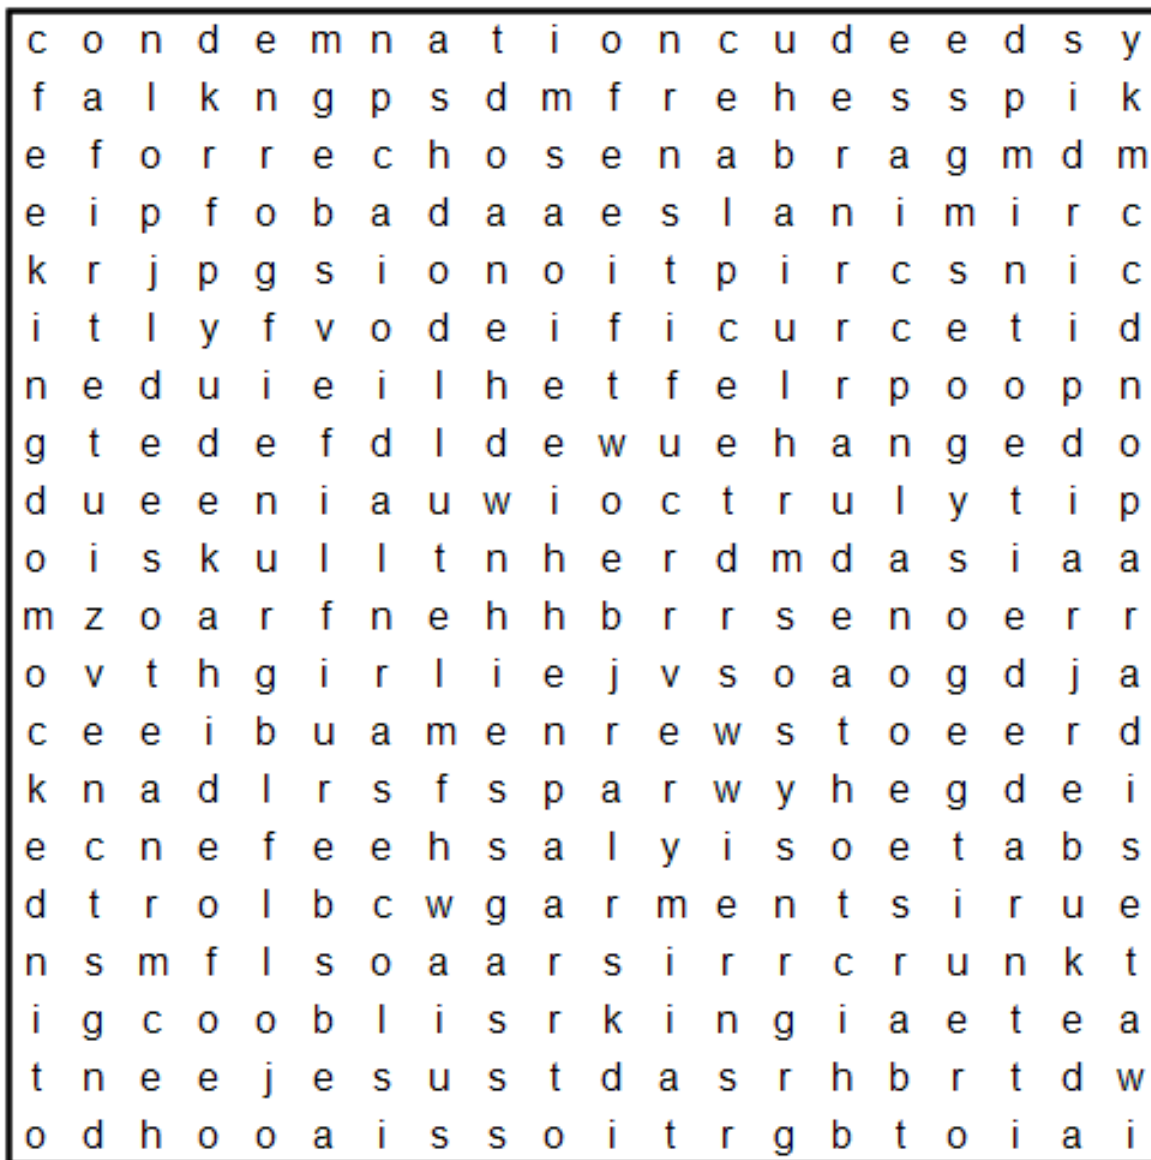 c o n d e m n a t i o n c u d e e d s y
f a l k n g p s d m f r e h e s s p i k
e f o r r e c h o s e n a b r a g m d m
e i p f o b a d a a e s l a n i m i r c
k r j p g s i o n o i t p i r c s n i c
i t l y f v o d e i f i c u r c e t i d
n e d u i e i l h e t f e l r p o o p n
g t e d e f d l d e w u e h a n g e d o
d u e e n i a u w i o c t r u l y t i p
o i s k u l l t n h e r d m d a s i a a
m z o a r f n e h h b r r s e n o e r r
o v t h g i r l i e j v s o a o g d j a
c e e i b u a m e n r e w s t o e e r d
k n a d l r s f s p a r w y h e g d e i
e c n e f e e h s a l y i s o e t a b s
d t r o l b c w g a r m e n t s i r u e
n s m f l s o a a r s i r r c r u n k t
i g c o o b l i s r k i n g i a e t e a
t n e e j e s u s t d a s r h b r t d w
o d h o o a i s s o i t r g b t o i a i